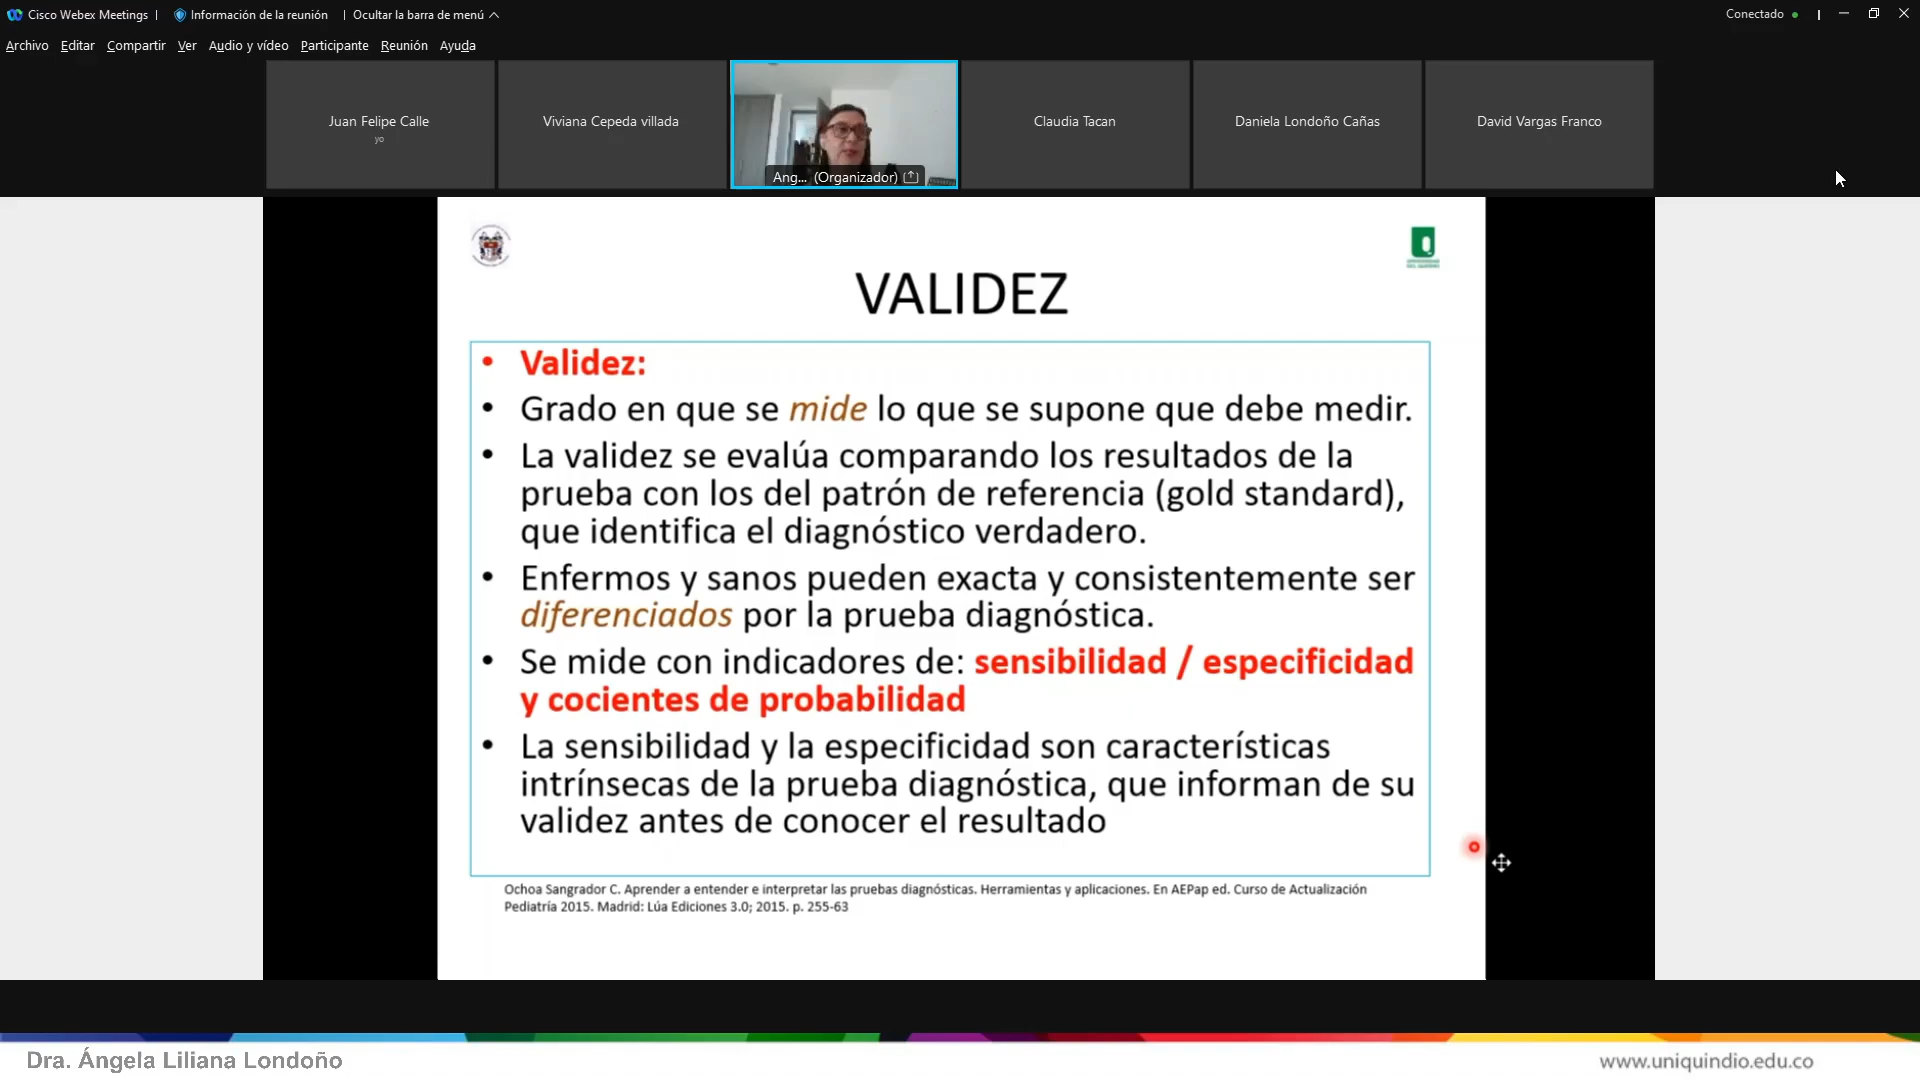 Cisco Webex Meetings | Información de la reunión | Ocultar la barra de menú
Conectado
Archivo Editar Compartir Ver Audio y vídeo Participante Reunión Ayuda
Juan Felipe Calle
yo
Viviana Cepeda villada
Ang... (Organizador)
Claudia Tacan
Daniela Londoño Cañas
David Vargas Franco
VALIDEZ
• Validez:
• Grado en que se mide lo que se supone que debe medir.
• La validez se evalúa comparando los resultados de la
prueba con los del patrón de referencia (gold standard),
que identifica el diagnóstico verdadero.
• Enfermos y sanos pueden exacta y consistentemente ser
diferenciados por la prueba diagnóstica.
• Se mide con indicadores de: sensibilidad / especificidad
y cocientes de probabilidad
• La sensibilidad y la especificidad son características
intrínsecas de la prueba diagnóstica, que informan de su
validez antes de conocer el resultado
Ochoa Sangrador C. Aprender a entender e interpretar las pruebas diagnósticas. Herramientas y aplicaciones. En AEPap ed. Curso de Actualización
Pediatría 2015. Madrid: Lúa Ediciones 3.0; 2015. p. 255-63
Dra. Ángela Liliana Londoño
www.uniquindio.edu.co